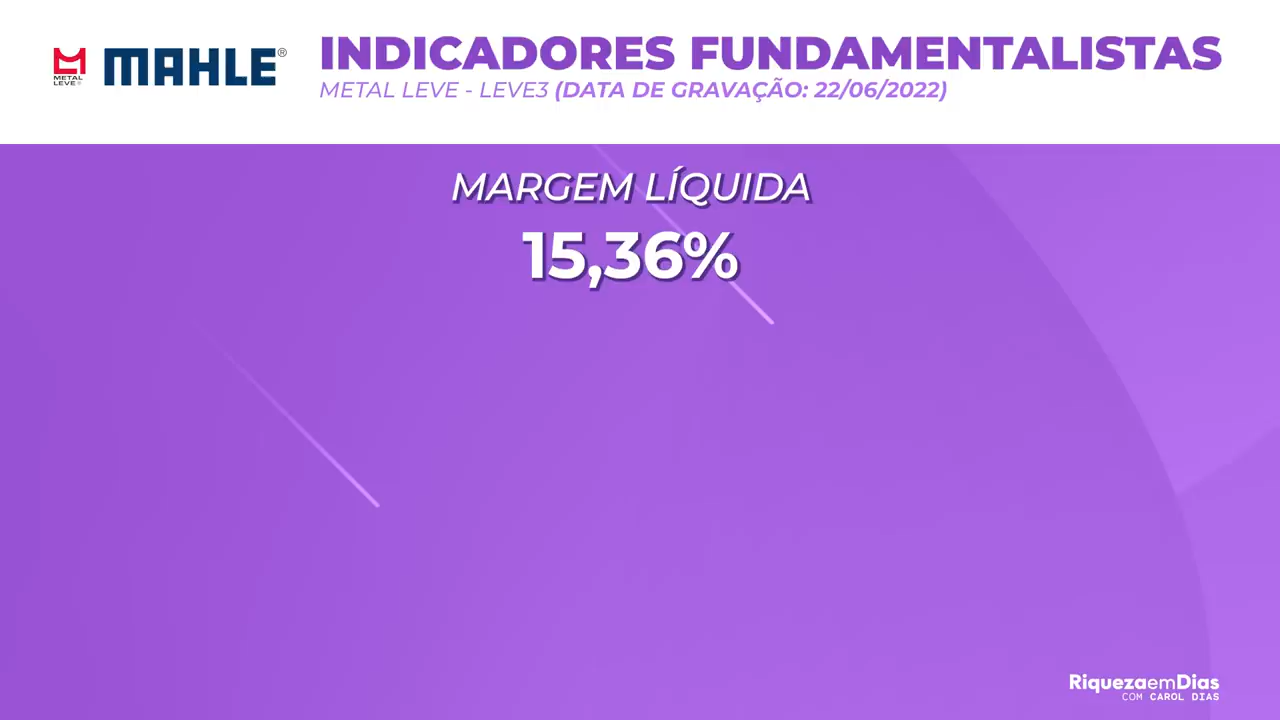 METAL
LEVE®
MAHLE®
INDICADORES FUNDAMENTALISTAS
METAL LEVE - LEVE3 (DATA DE GRAVAÇÃO: 22/06/2022)
MARGEM LÍQUIDA
15,36%
RiquezaemDias
COM CAROL DIAS